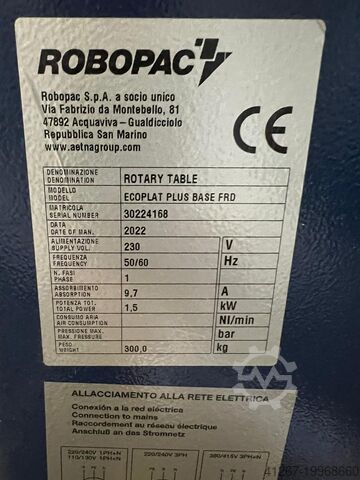 ROBOPAC
Robopac S.p.A. a socio unico
Via Fabrizio da Montebello, 81
47892 Acquaviva - Gualdicciolo
Repubblica San Marino
www.aetnagroup.com
CE
DENOMINAZIONE
DENOMINATION
ROTARY TABLE
MODELLO
MODEL
ECOPLAT PLUS BASE FRD
MATRICOLA
SERIAL NUMBER
30224168
DATA
DATE OF MAN.
2022
ALIMENTAZIONE
SUPPLY VOL.
230
V
FREQUENZA
FREQUENCY
50/60
Hz
N. FASI
PHASE
1
ASSORBIMENTO
ABSORPTION
9,7
A
POTENZA TOT.
TOTAL POWER
1,5
kW
CONSUMO ARIA
AIR CONSUMPTION
Nl/min
PRESSIONE MAX.
MAX. PRESSURE
bar
PESO
WEIGHT
300,0
kg
ALLACCIAMENTO ALLA RETE ELETTRICA
Conexión a la red eléctrica
Connection to mains
Raccordement au réseau électrique
Anschluß an das Stromnetz
220/240V 1PH+N
110/130V 1PH+N
220/240V 3PH
380/415V 3PH+N
41267-19968660